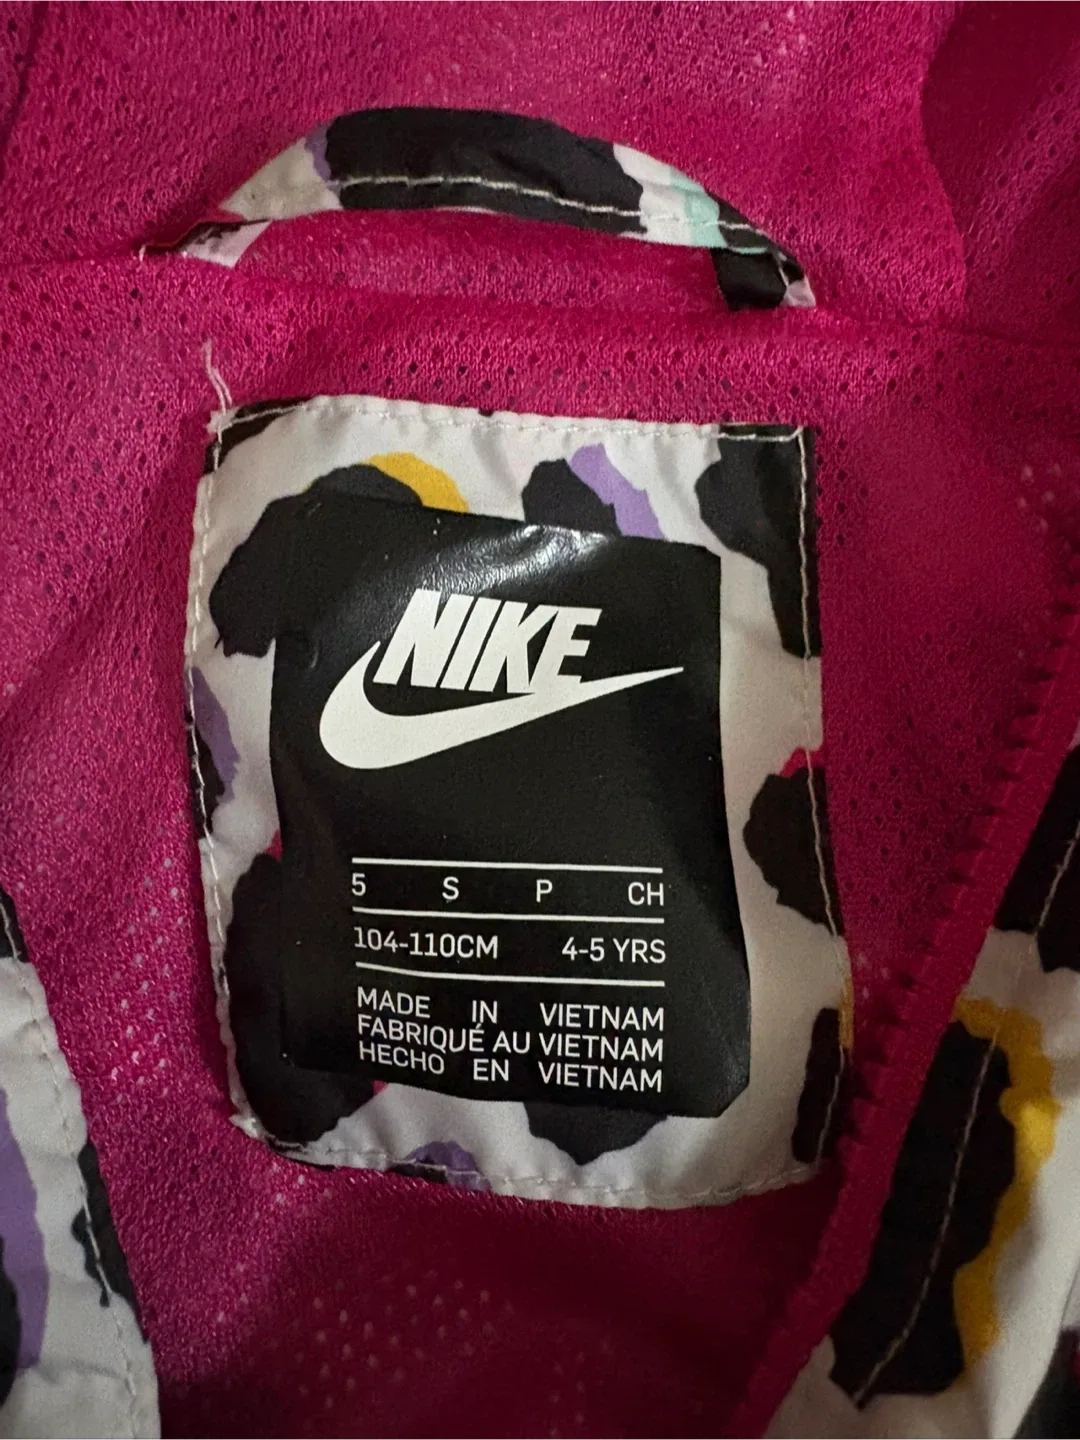 NIKE
5 S P CH
104-110CM 4-5 YRS
MADE IN VIETNAM
FABRIQUÉ AU VIETNAM
HECHO EN VIETNAM